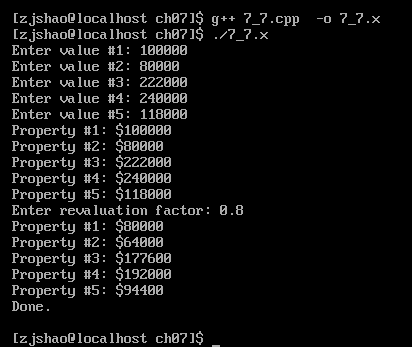 [zjshao@localhost ch07]$ g++ 7_7.cpp  -o 7_7.x
[zjshao@localhost ch07]$ ./7_7.x
Enter value #1: 100000
Enter value #2: 80000
Enter value #3: 222000
Enter value #4: 240000
Enter value #5: 118000
Property #1: $100000
Property #2: $80000
Property #3: $222000
Property #4: $240000
Property #5: $118000
Enter revaluation factor: 0.8
Property #1: $80000
Property #2: $64000
Property #3: $177600
Property #4: $192000
Property #5: $94400
Done.
[zjshao@localhost ch07]$ _